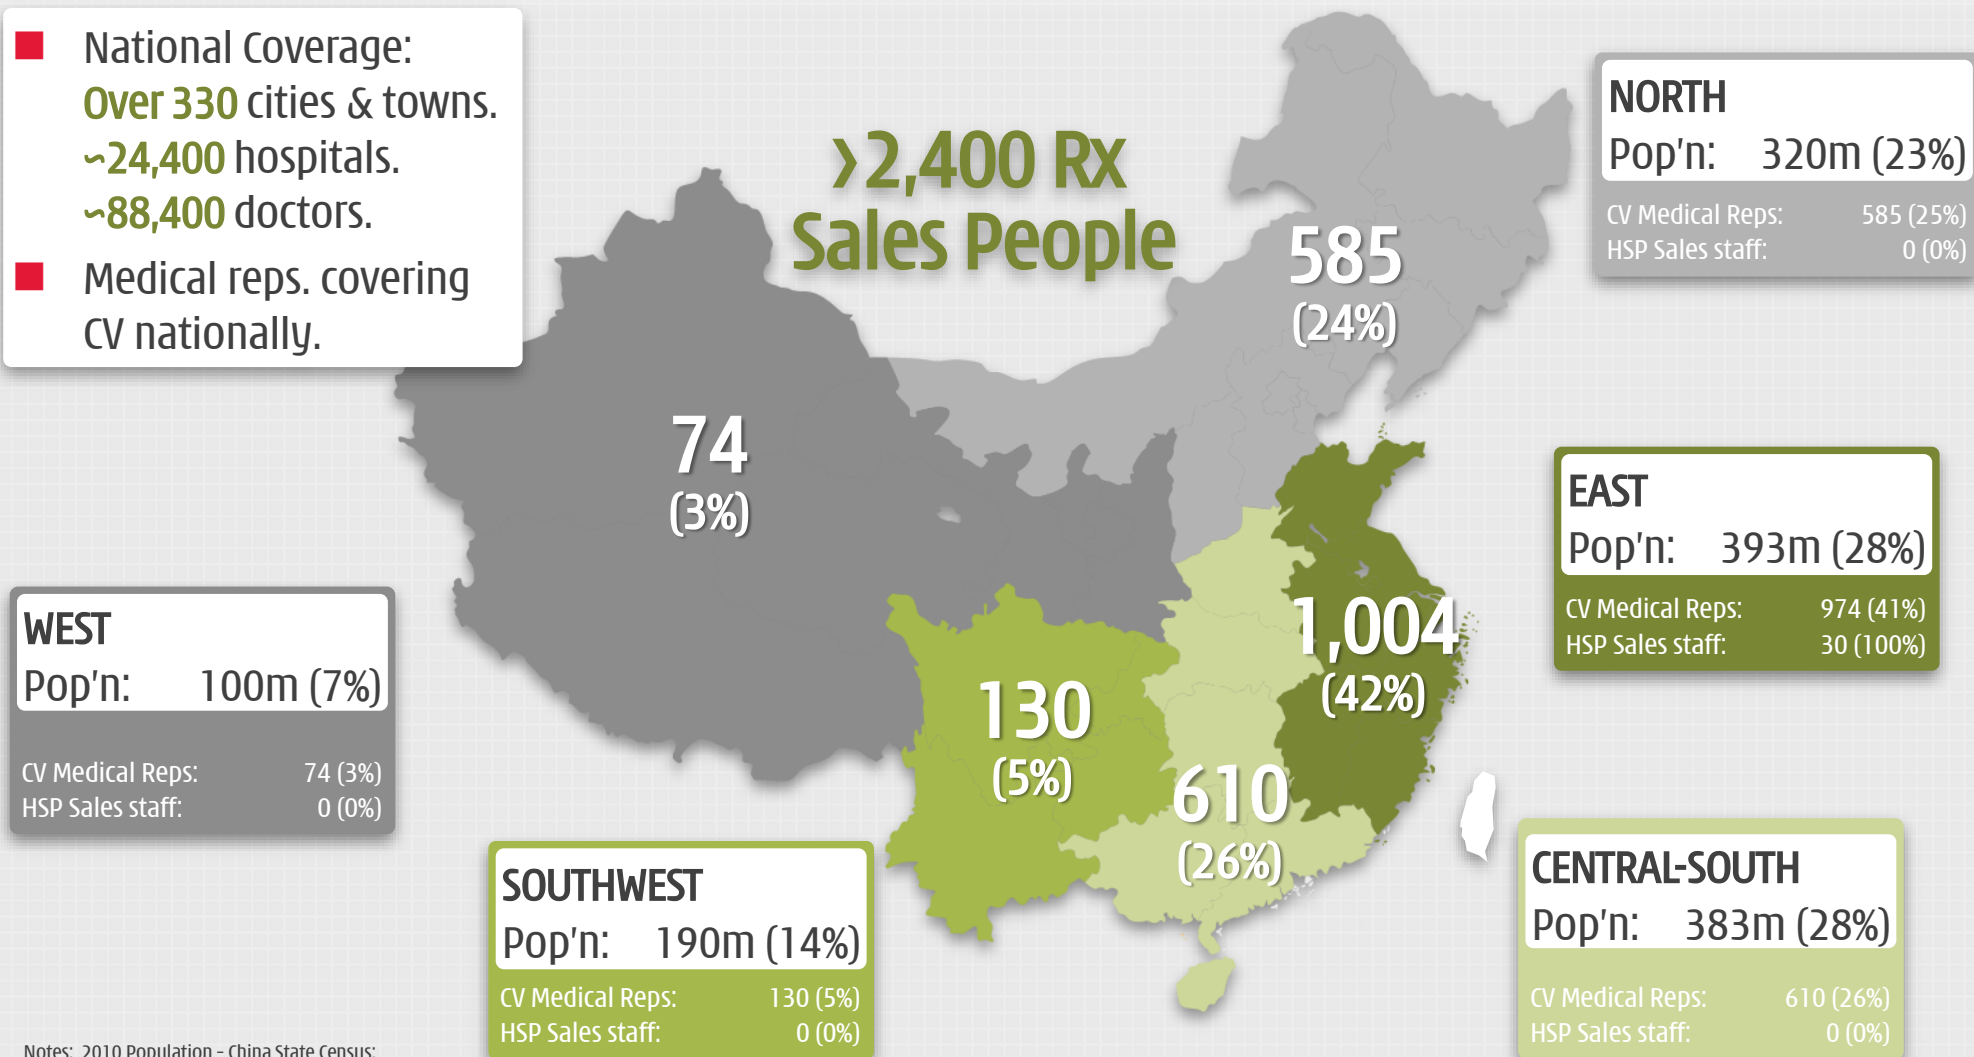 National Coverage:
Over 330 cities & towns.
~24,400 hospitals.
~88,400 doctors.
Medical reps. covering
CV nationally.
>2,400 Rx
Sales People
585
(24%)
74
(3%)
1,004
(42%)
130
(5%)
610
(26%)
NORTH
Pop'n: 320m (23%)
CV Medical Reps: 585 (25%)
HSP Sales staff: 0 (0%)
EAST
Pop'n: 393m (28%)
CV Medical Reps: 974 (41%)
HSP Sales staff: 30 (100%)
WEST
Pop'n: 100m (7%)
CV Medical Reps: 74 (3%)
HSP Sales staff: 0 (0%)
SOUTHWEST
Pop'n: 190m (14%)
CV Medical Reps: 130 (5%)
HSP Sales staff: 0 (0%)
CENTRAL-SOUTH
Pop'n: 383m (28%)
CV Medical Reps: 610 (26%)
HSP Sales staff: 0 (0%)
Notes: 2010 Population – China State Census;